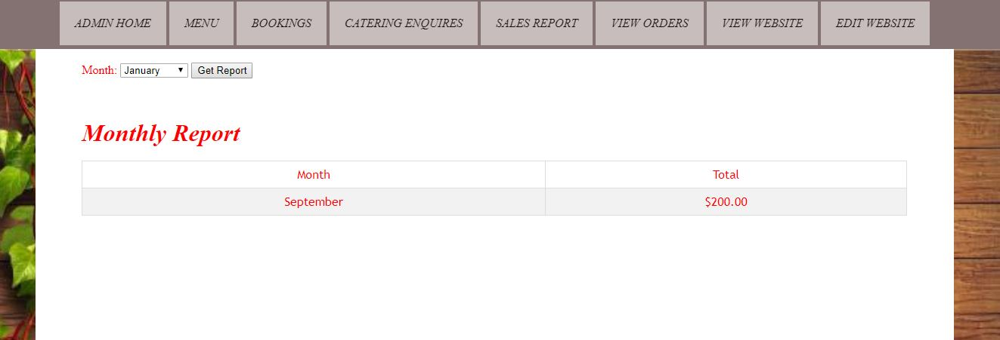 ADMIN HOME MENU BOOKINGS CATERING ENQUIRES SALES REPORT VIEW ORDERS VIEW WEBSITE EDIT WEBSITE
Month: January Get Report
Monthly Report
Month Total
September $200.00